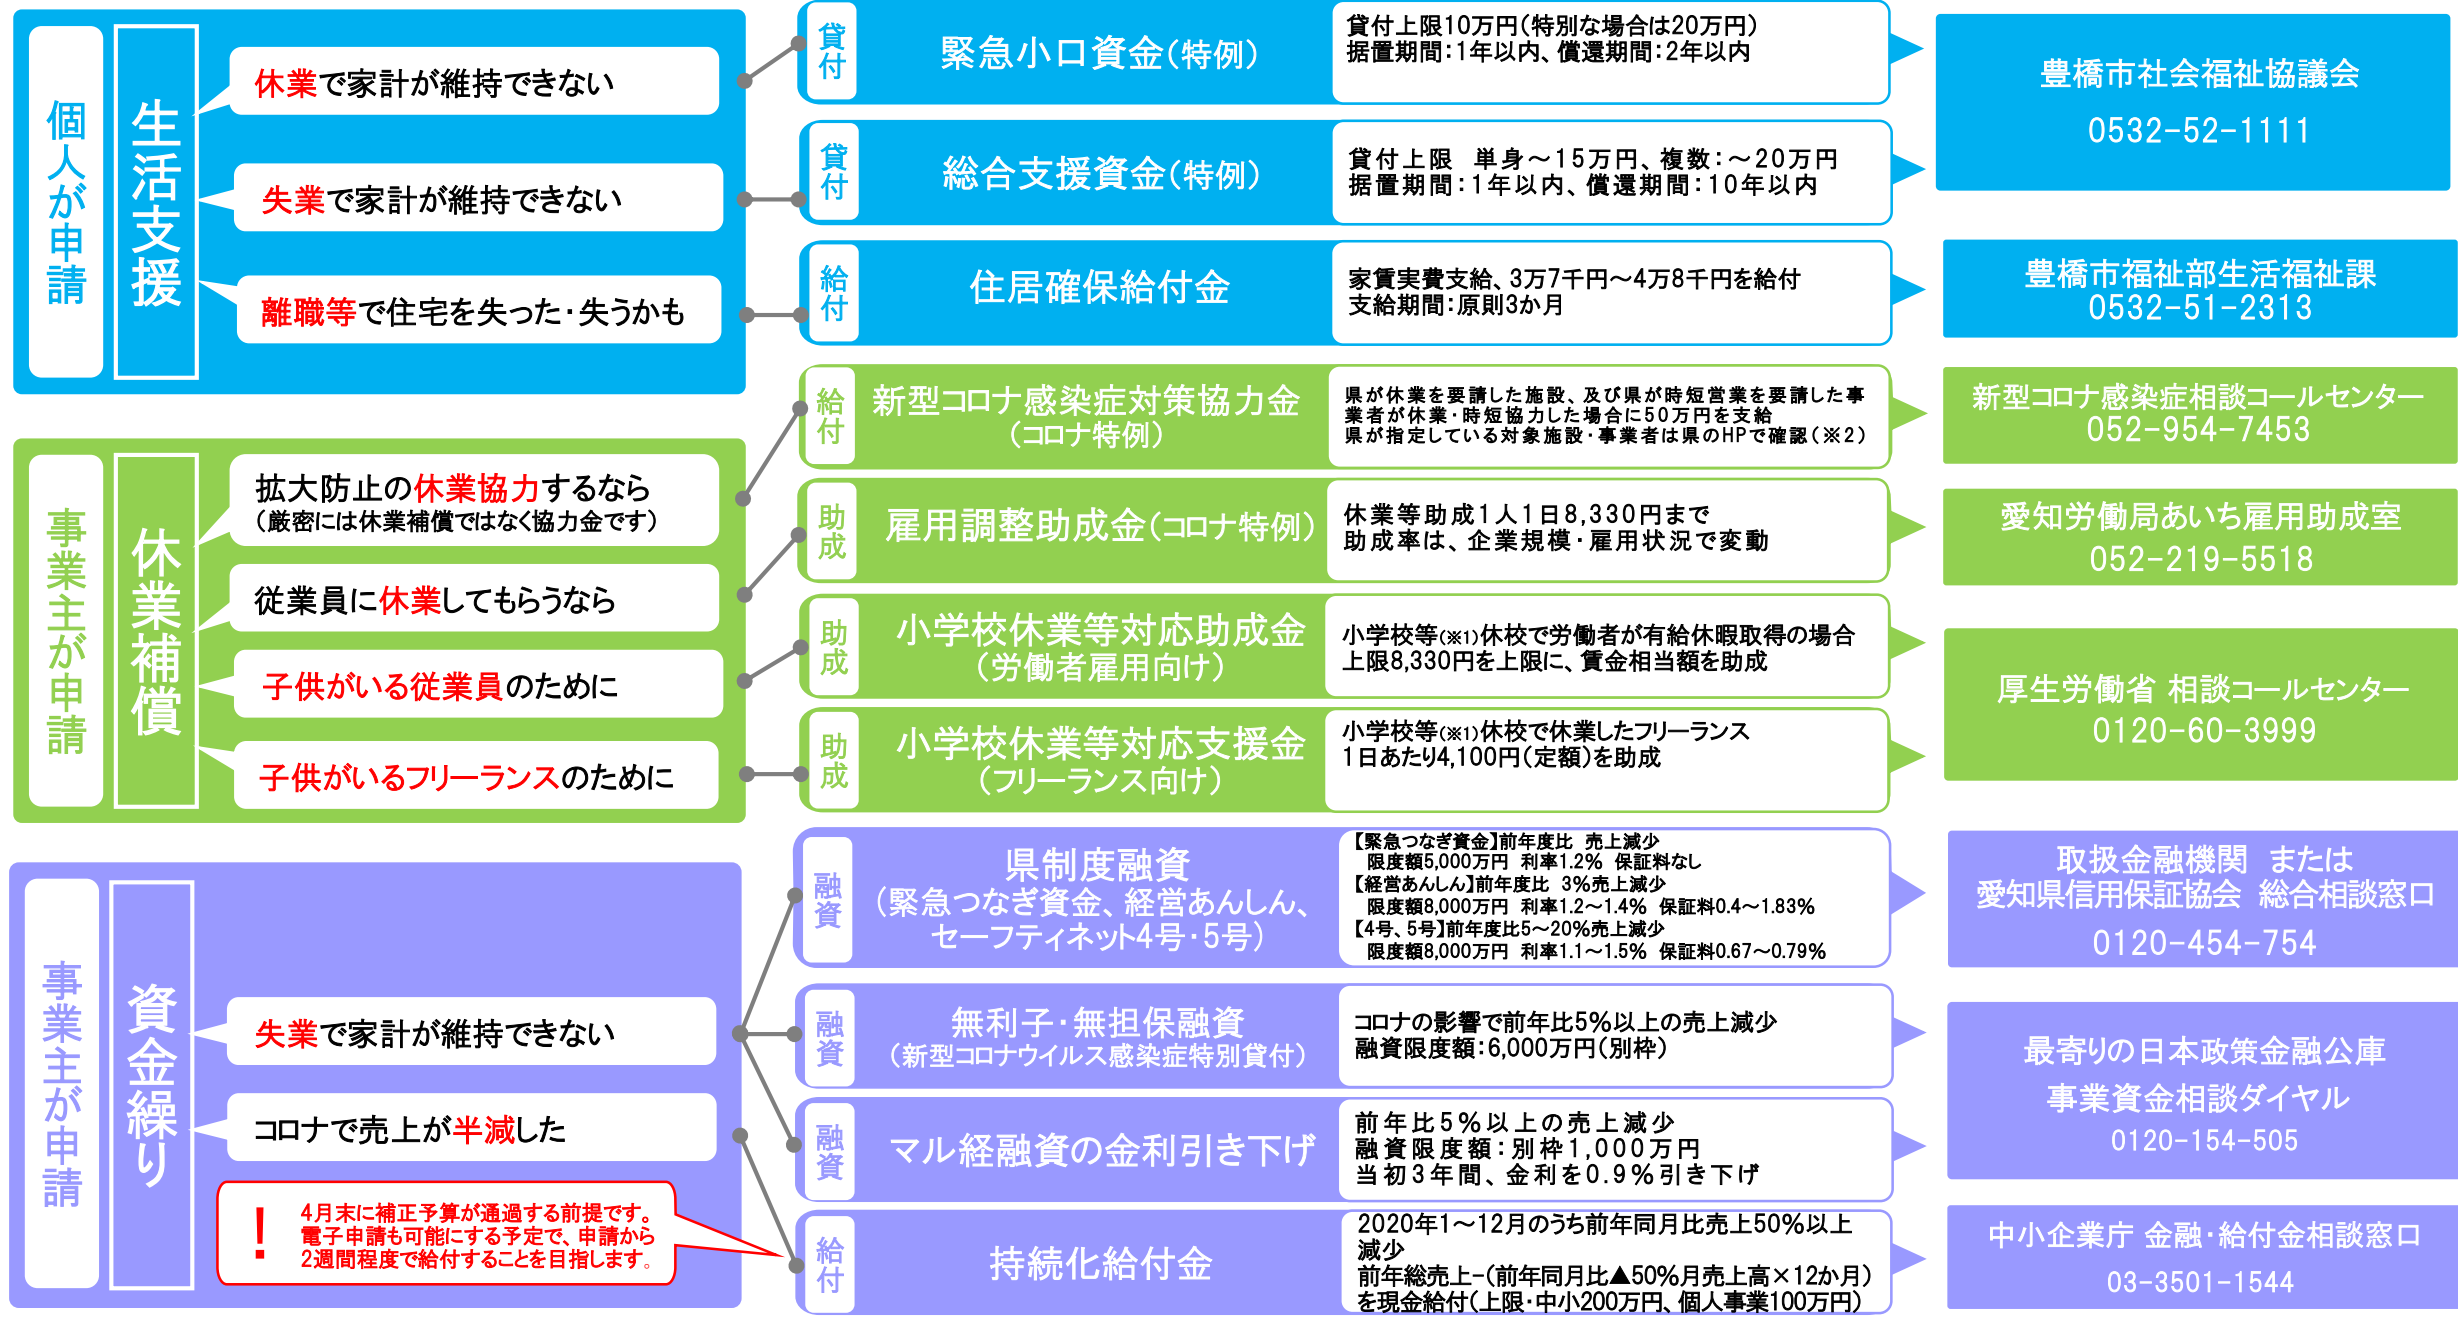 個人が申請
生活支援
休業で家計が維持できない
失業で家計が維持できない
離職等で住宅を失った・失うかも
貸付
緊急小口資金(特例)
貸付上限10万円(特別な場合は20万円)
据置期間:1年以内、償還期間:2年以内
貸付
総合支援資金(特例)
貸付上限　単身～15万円、複数:～20万円
据置期間:1年以内、償還期間:10年以内
豊橋市社会福祉協議会
0532-52-1111
給付
住居確保給付金
家賃実費支給、3万7千円～4万8千円を給付
支給期間:原則3か月
豊橋市福祉部生活福祉課
0532-51-2313
事業主が申請
休業補償
拡大防止の休業協力するなら
(厳密には休業補償ではなく協力金です)
従業員に休業してもらうなら
子供がいる従業員のために
子供がいるフリーランスのために
給付
新型コロナ感染症対策協力金
(コロナ特例)
県が休業を要請した施設、及び県が時短営業を要請した事
業者が休業・時短協力した場合に50万円を支給
県が指定している対象施設・事業者は県のHPで確認(※2)
新型コロナ感染症相談コールセンター
052-954-7453
助成
雇用調整助成金(コロナ特例)
休業等助成1人1日8,330円まで
助成率は、企業規模・雇用状況で変動
愛知労働局あいち雇用助成室
052-219-5518
助成
小学校休業等対応助成金
(労働者雇用向け)
小学校等(※1)休校で労働者が有給休暇取得の場合
上限8,330円を上限に、賃金相当額を助成
助成
小学校休業等対応支援金
(フリーランス向け)
小学校等(※1)休校で休業したフリーランス
1日あたり4,100円(定額)を助成
厚生労働省 相談コールセンター
0120-60-3999
事業主が申請
資金繰り
失業で家計が維持できない
コロナで売上が半減した
!
4月末に補正予算が通過する前提です。
電子申請も可能にする予定で、申請から
2週間程度で給付することを目指します。
融資
県制度融資
(緊急つなぎ資金、経営あんしん、
セーフティネット4号・5号)
【緊急つなぎ資金】前年度比　売上減少
限度額5,000万円　利率1.2%　保証料なし
【経営あんしん】前年度比　3%売上減少
限度額8,000万円　利率1.2～1.4%　保証料0.4～1.83%
【4号、5号】前年度比5～20%売上減少
限度額8,000万円　利率1.1～1.5%　保証料0.67～0.79%
取扱金融機関　または
愛知県信用保証協会　総合相談窓口
0120-454-754
融資
無利子・無担保融資
(新型コロナウイルス感染症特別貸付)
コロナの影響で前年比5%以上の売上減少
融資限度額:6,000万円(別枠)
融資
マル経融資の金利引き下げ
前年比5%以上の売上減少
融資限度額:別枠1,000万円
当初3年間、金利を0.9%引き下げ
最寄りの日本政策金融公庫
事業資金相談ダイヤル
0120-154-505
給付
持続化給付金
2020年1～12月のうち前年同月比売上50%以上
減少
前年総売上-(前年同月比▲50%月売上高×12か月)
を現金給付(上限・中小200万円、個人事業100万円)
中小企業庁 金融・給付金相談窓口
03-3501-1544